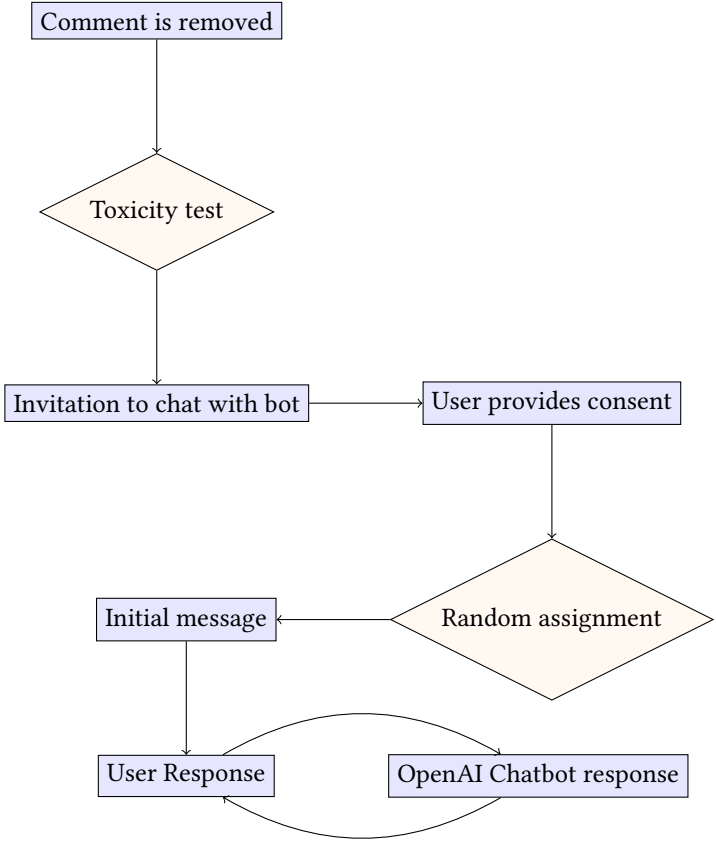 Comment is removed
Toxicity test
Invitation to chat with bot
User provides consent
Random assignment
Initial message
User Response
OpenAI Chatbot response